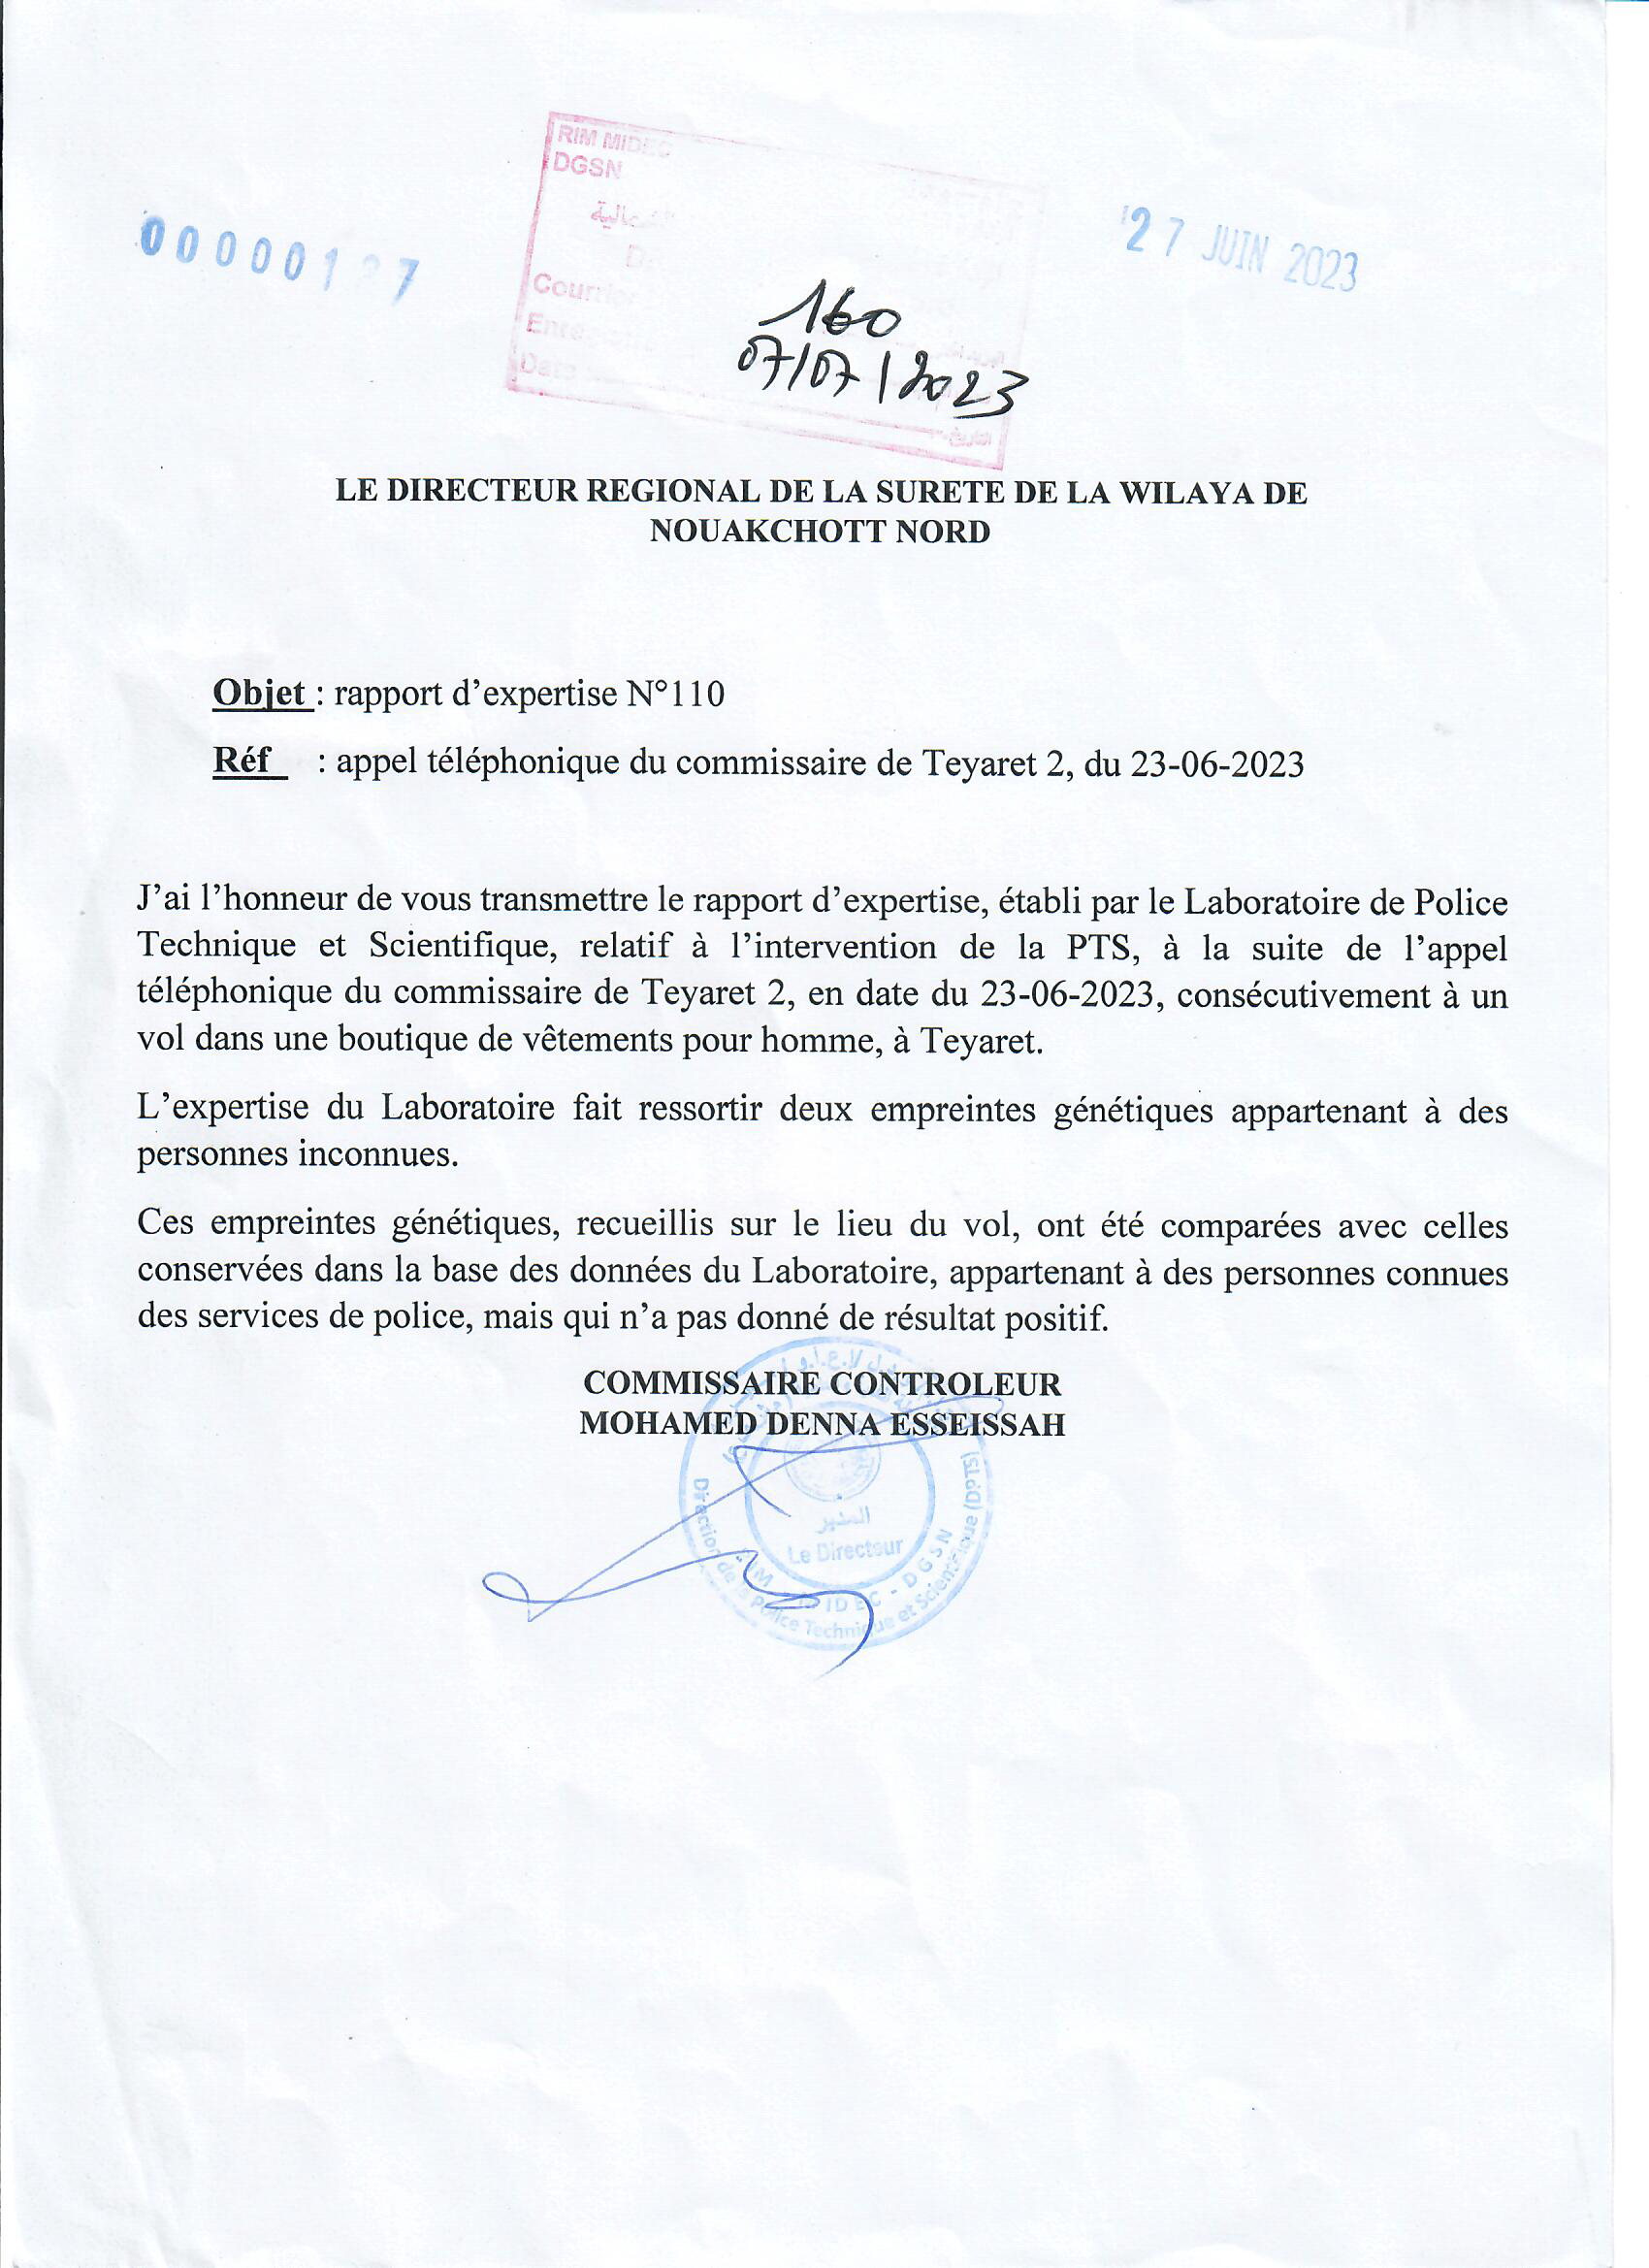 RIM MIDEC
DGSN
27 JUIN 2023
Courrier
Enregistré
Date
160
07/07/2023
LE DIRECTEUR REGIONAL DE LA SURETE DE LA WILAYA DE
NOUAKCHOTT NORD
Objet : rapport d’expertise N°110
Réf : appel téléphonique du commissaire de Teyaret 2, du 23-06-2023
J’ai l’honneur de vous transmettre le rapport d’expertise, établi par le Laboratoire de Police
Technique et Scientifique, relatif à l’intervention de la PTS, à la suite de l’appel
téléphonique du commissaire de Teyaret 2, en date du 23-06-2023, consécutivement à un
vol dans une boutique de vêtements pour homme, à Teyaret.
L’expertise du Laboratoire fait ressortir deux empreintes génétiques appartenant à des
personnes inconnues.
Ces empreintes génétiques, recueillis sur le lieu du vol, ont été comparées avec celles
conservées dans la base des données du Laboratoire, appartenant à des personnes connues
des services de police, mais qui n’a pas donné de résultat positif.
COMMISSAIRE CONTROLEUR
MOHAMED DENNA ESSEISSAH
المدير
Le Directeur
MIDEC - DGSN
Direction de la Police Technique et Scientifique (DPTS)